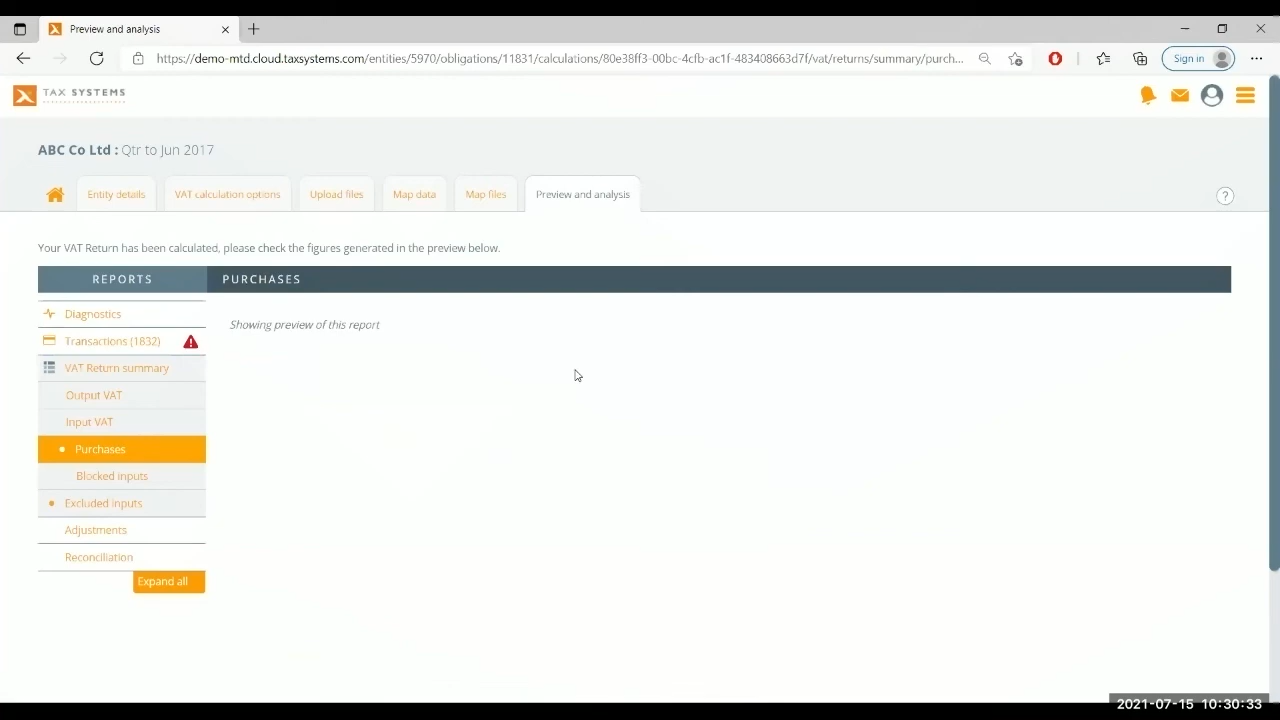 Preview and analysis
https://demo-mtd.cloud.taxsystems.com/entities/5970/obligations/11831/calculations/80e38ff3-00bc-4cfb-ac1f-483408663d7f/vat/returns/summary/purch...
Sign in
TAX SYSTEMS
ABC Co Ltd : Qtr to Jun 2017
Entity details
VAT calculation options
Upload files
Map data
Map files
Preview and analysis
?
Your VAT Return has been calculated, please check the figures generated in the preview below.
REPORTS
PURCHASES
Diagnostics
Showing preview of this report
Transactions (1832)
VAT Return summary
Output VAT
Input VAT
Purchases
Blocked inputs
Excluded inputs
Adjustments
Reconciliation
Expand all
2021-07-15 10:30:33